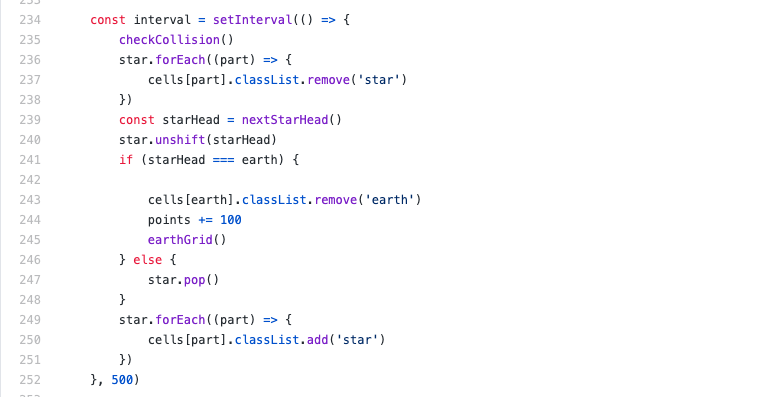 234 const interval = setInterval(() => {
235 checkCollision()
236 star.forEach((part) => {
237 cells[part].classList.remove('star')
238 })
239 const starHead = nextStarHead()
240 star.unshift(starHead)
241 if (starHead === earth) {
242
243 cells[earth].classList.remove('earth')
244 points += 100
245 earthGrid()
246 } else {
247 star.pop()
248 }
249 star.forEach((part) => {
250 cells[part].classList.add('star')
251 })
252 }, 500)